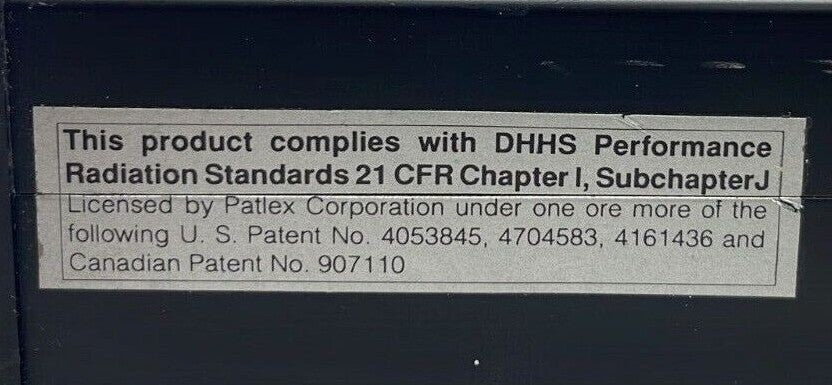 This product complies with DHHS Performance
Radiation Standards 21 CFR Chapter I, SubchapterJ
Licensed by Patlex Corporation under one ore more of the
following U. S. Patent No. 4053845, 4704583, 4161436 and
Canadian Patent No. 907110